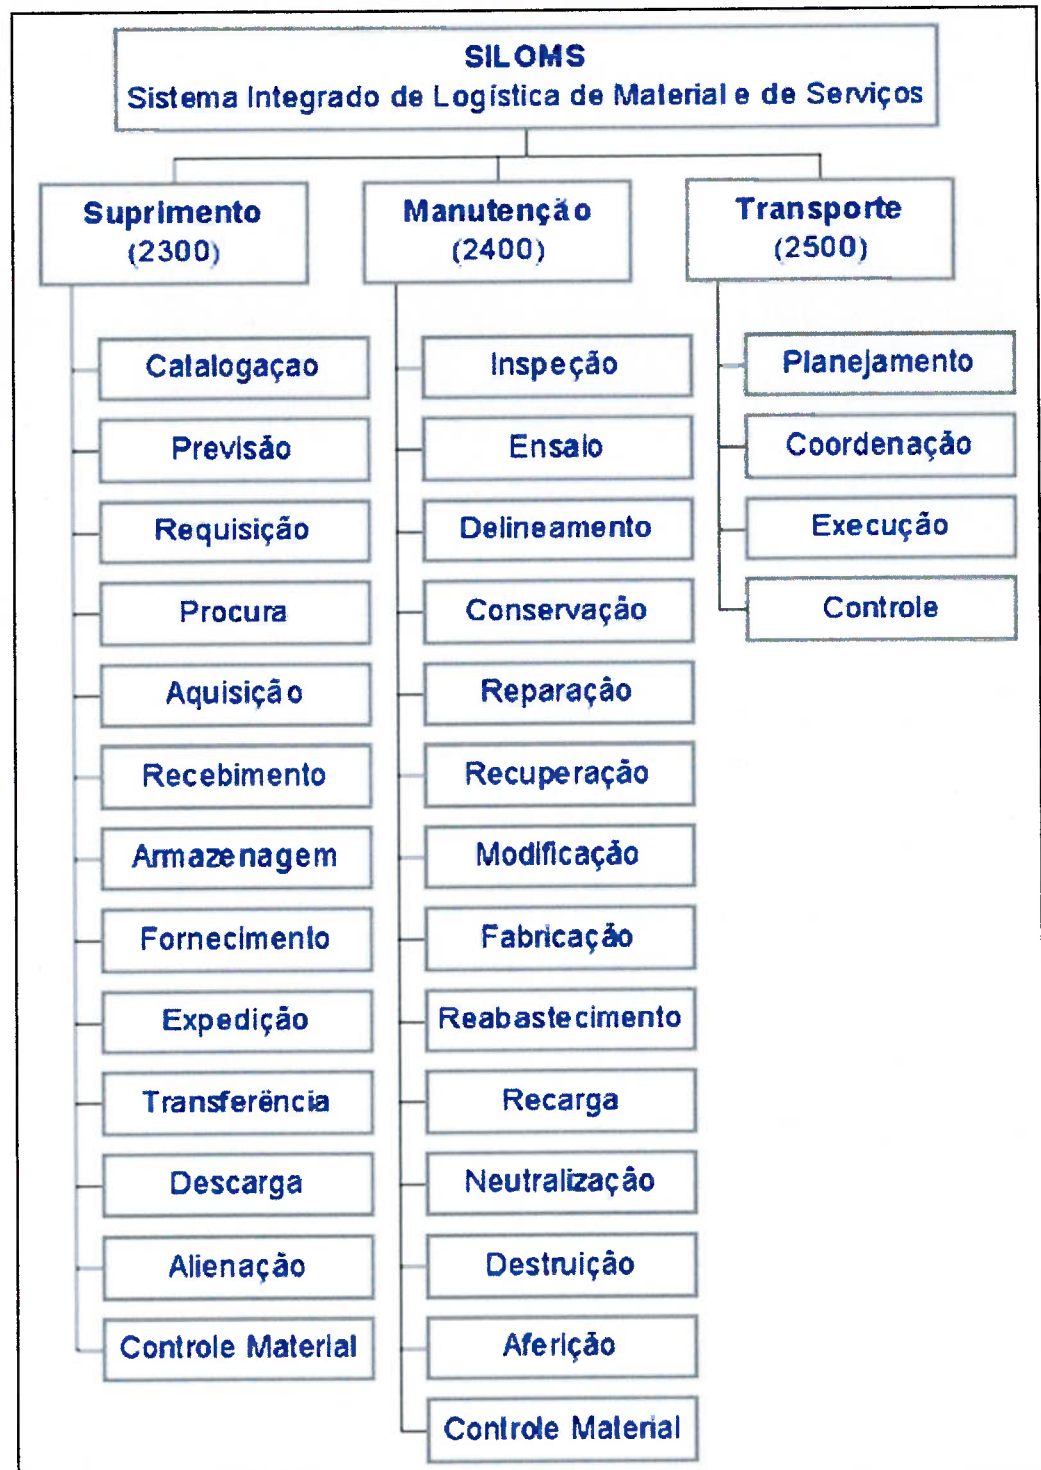 SILOMS
Sistema Integrado de Logística de Material e de Serviços
Suprimento
(2300)
Catalogaçao
Previsão
Requisição
Procura
Aquisição
Recebimento
Armazenagem
Fornecimento
Expedição
Transferência
Descarga
Alienação
Controle Material
Manutenção
(2400)
Inspeção
Ensaio
Delineamento
Conservação
Reparação
Recuperação
Modificação
Fabricação
Reabastecimento
Recarga
Neutralização
Destruição
Aferição
Controle Material
Transporte
(2500)
Planejamento
Coordenação
Execução
Controle